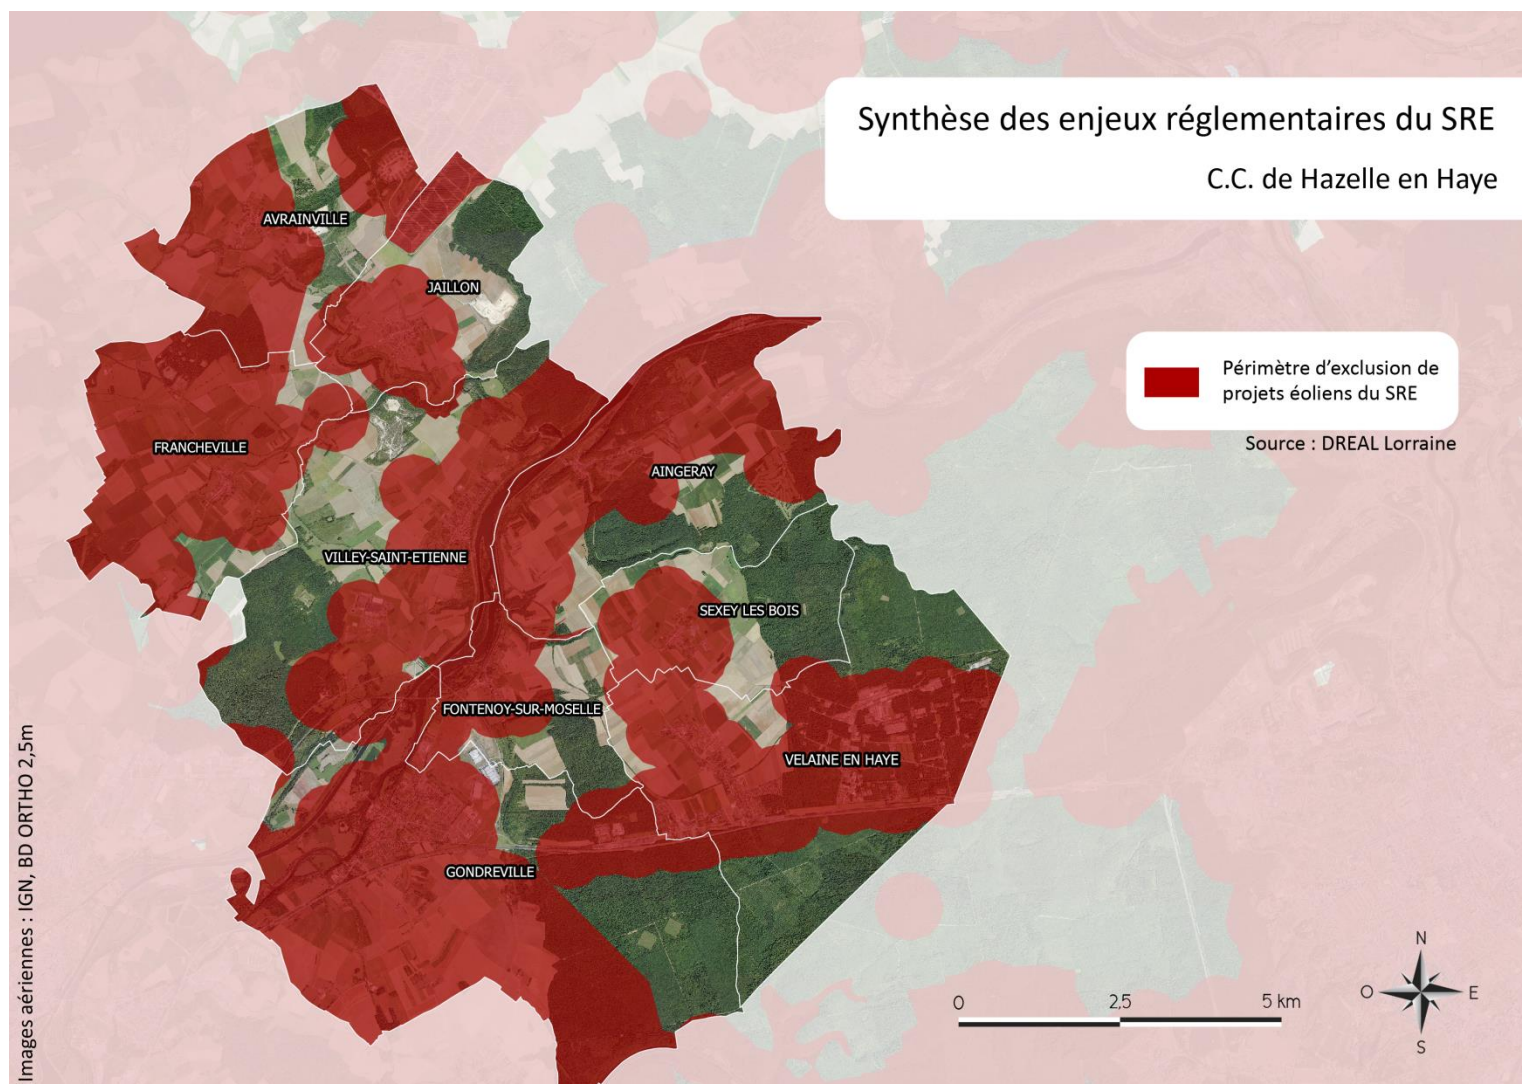 Synthèse des enjeux réglementaires du SRE
C.C. de Hazelle en Haye
AVRAINVILLE
JAILLON
Périmètre d'exclusion de
projets éoliens du SRE
Source : DREAL Lorraine
FRANCHEVILLE
AINGERAY
VILLEY-SAINT-ETIENNE
SEXEY LES BOIS
FONTENOY-SUR-MOSELLE
VELAINE EN HAYE
GONDREVILLE
Images aériennes : IGN, BD ORTHO 2,5m
0 2,5 5 km
N
O E
S